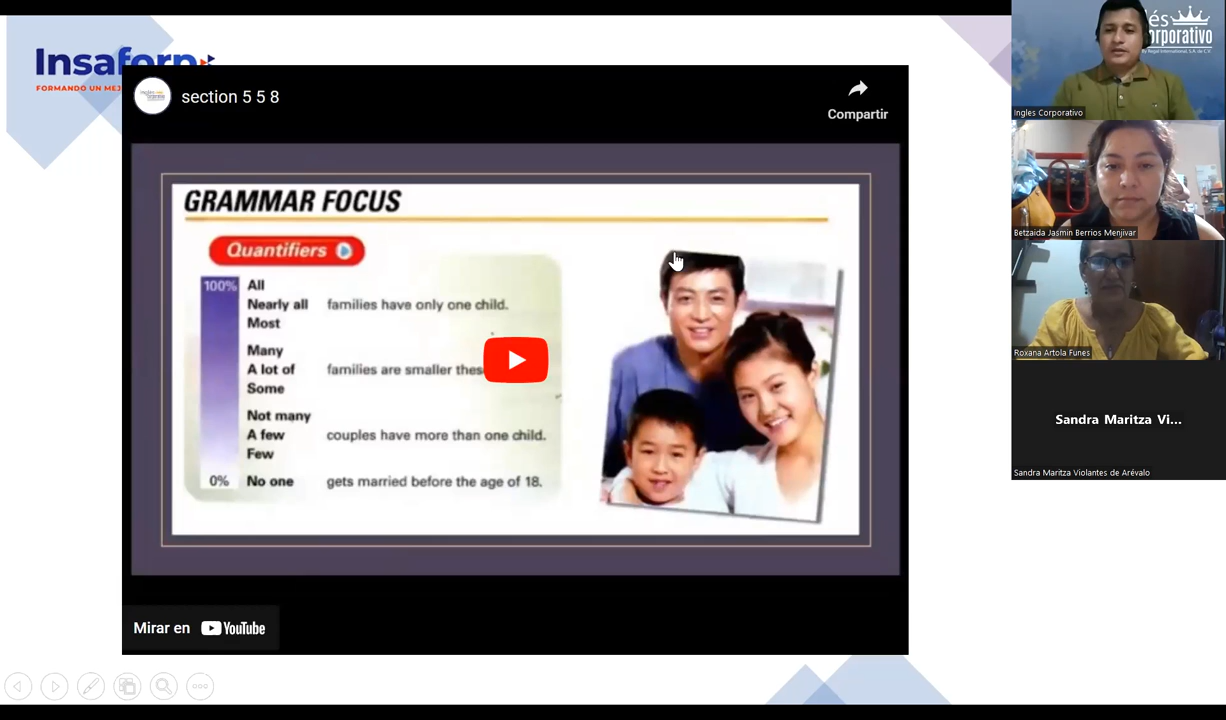 Insaforp
FORMANDO UN MEJ
section 5 5 8
Compartir
GRAMMAR FOCUS
Quantifiers
100%
All
Nearly all families have only one child.
Most
Many
A lot of families are smaller
Some
Not many
A few couples have more than one child.
Few
0% No one gets married before the age of 18.
Mirar en YouTube
és
orporativo
Ingles Corporativo
Betzaida Jasmin Berrios Menjivar
Roxana Artola Funes
Sandra Maritza Vi...
Sandra Maritza Violantes de Arévalo